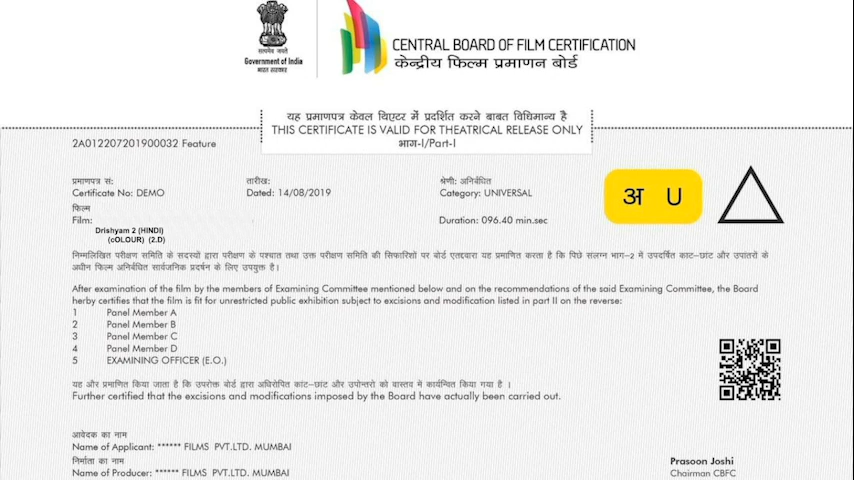 सत्यमेव जयते
Government of India
भारत सरकार
CENTRAL BOARD OF FILM CERTIFICATION
केन्द्रीय फिल्म प्रमाणन बोर्ड
यह प्रमाणपत्र केवल थिएटर में प्रदर्शित करने बाबत विधिमान्य है
THIS CERTIFICATE IS VALID FOR THEATRICAL RELEASE ONLY
भाग-I/Part-I
2A012207201900032 Feature
प्रमाणपत्र सं: तारीख: श्रेणी: अनिर्बंधित
Certificate No: DEMO Dated: 14/08/2019 Category: UNIVERSAL
अ U
फिल्म
Film: Duration: 096.40 min.sec
Drishyam 2 (HINDI)
(cOLOUR) (2.D)
निम्नलिखित परीक्षण समिति के सदस्यों द्वारा परीक्षण के पश्चात तथा उक्त परीक्षण समिति की सिफारिशों पर बोर्ड एतद्द्वारा यह प्रमाणित करता है कि पिछे संलग्न भाग-2 में उपदर्षित काट-छांट और उपांतरो के
अधीन फिल्म अनिर्बंधित सार्वजनिक प्रदर्षन के लिए उपयुक्त है।
After examination of the film by the members of Examining Committee mentioned below and on the recommendations of the said Examining Committee, the Board
herby certifies that the film is fit for unrestricted public exhibition subject to excisions and modification listed in part II on the reverse:
1 Panel Member A
2 Panel Member B
3 Panel Member C
4 Panel Member D
5 EXAMINING OFFICER (E.O.)
यह और प्रमाणित किया जाता है कि उपरोक्त बोर्ड द्वारा अधिरोपित कांट-छांट और उपोन्तरो को वास्तव में कार्यन्वित किया गया है ।
Further certified that the excisions and modifications imposed by the Board have actually been carried out.
आवेदक का नाम
Name of Applicant: ****** FILMS PVT.LTD. MUMBAI
निर्माता का नाम
Name of Producer: ****** FILMS PVT.LTD. MUMBAI
Prasoon Joshi
Chairman CBFC